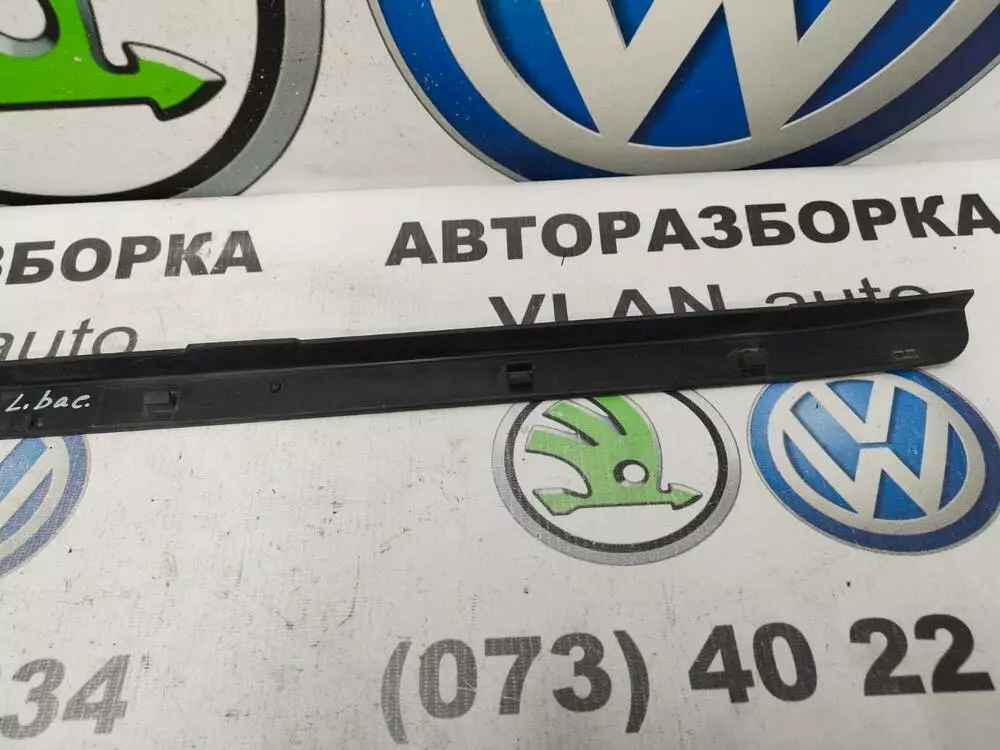 ЗБОРКА АВТОРАЗБОРКА
auto VLAN auto
L.bac.
34 (073) 40 22